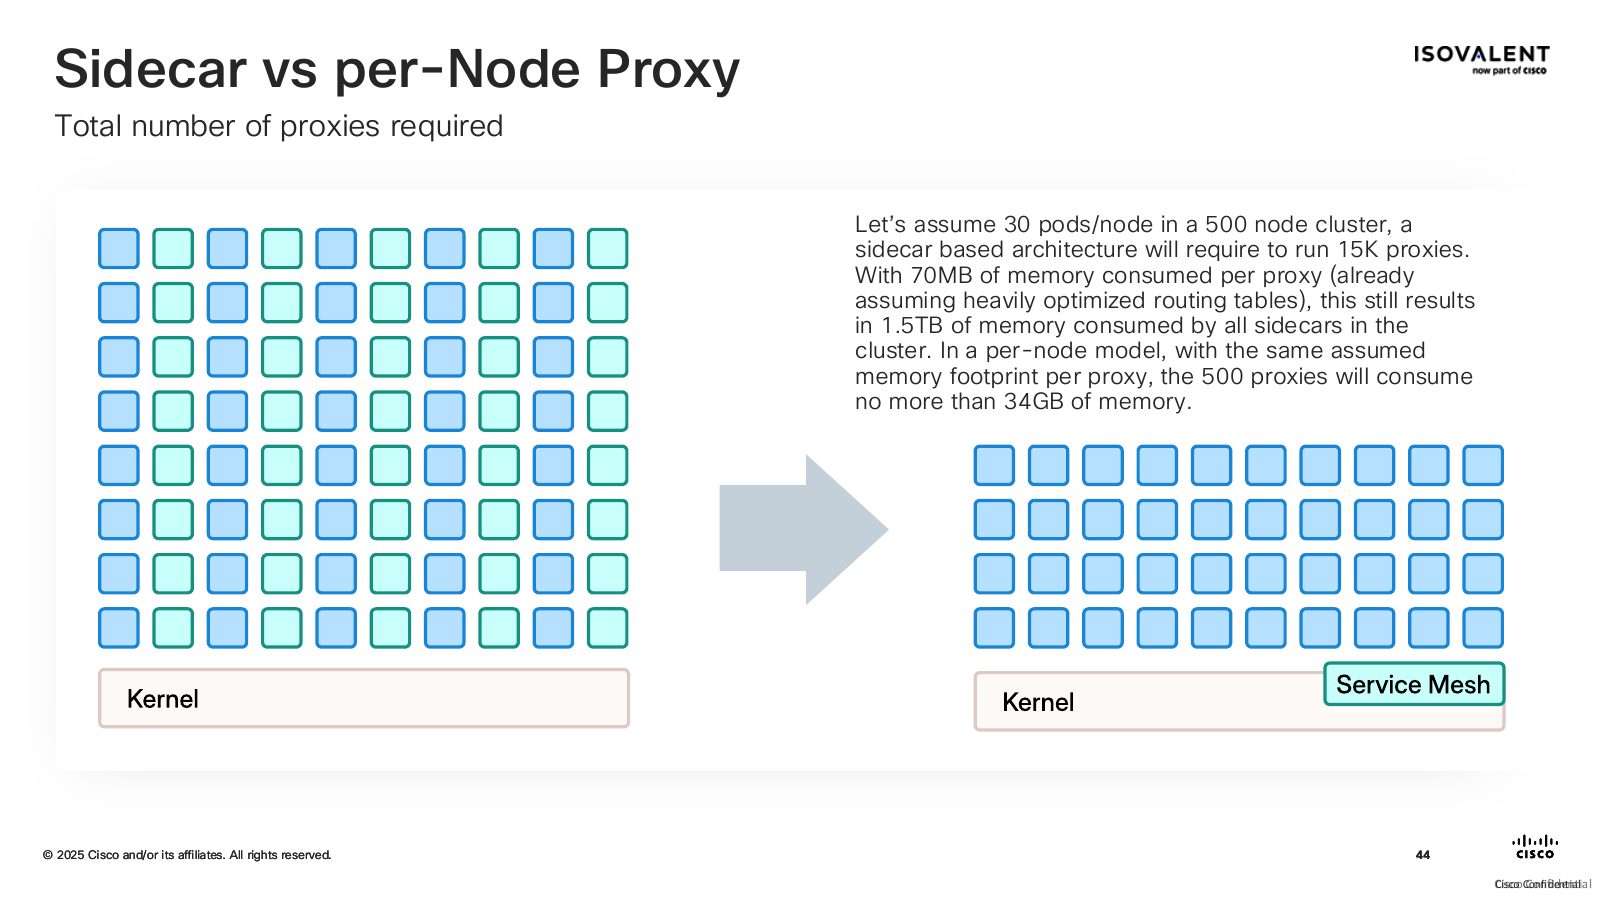 Sidecar vs per-Node Proxy
ISOVALENT
now part of CISCO
Total number of proxies required
Let’s assume 30 pods/node in a 500 node cluster, a
sidecar based architecture will require to run 15K proxies.
With 70MB of memory consumed per proxy (already
assuming heavily optimized routing tables), this still results
in 1.5TB of memory consumed by all sidecars in the
cluster. In a per-node model, with the same assumed
memory footprint per proxy, the 500 proxies will consume
no more than 34GB of memory.
Kernel
Service Mesh
Kernel
© 2025 Cisco and/or its affiliates. All rights reserved.
44
CISCO
Cisco Confidential